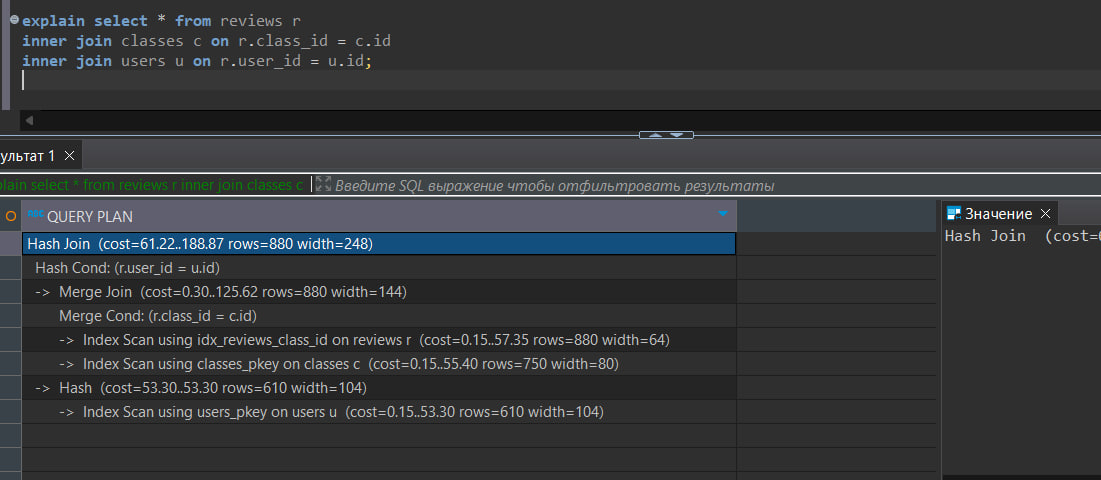 explain select * from reviews r
inner join classes c on r.class_id = c.id
inner join users u on r.user_id = u.id;
ультат 1
plain select * from reviews r inner join classes c
Введите SQL выражение чтобы отфильтровать результаты
ABC QUERY PLAN
Hash Join (cost=61.22..188.87 rows=880 width=248)
Hash Cond: (r.user_id = u.id)
-> Merge Join (cost=0.30..125.62 rows=880 width=144)
Merge Cond: (r.class_id = c.id)
-> Index Scan using idx_reviews_class_id on reviews r (cost=0.15..57.35 rows=880 width=64)
-> Index Scan using classes_pkey on classes c (cost=0.15..55.40 rows=750 width=80)
-> Hash (cost=53.30..53.30 rows=610 width=104)
-> Index Scan using users_pkey on users u (cost=0.15..53.30 rows=610 width=104)
Значение
Hash Join (cost=6